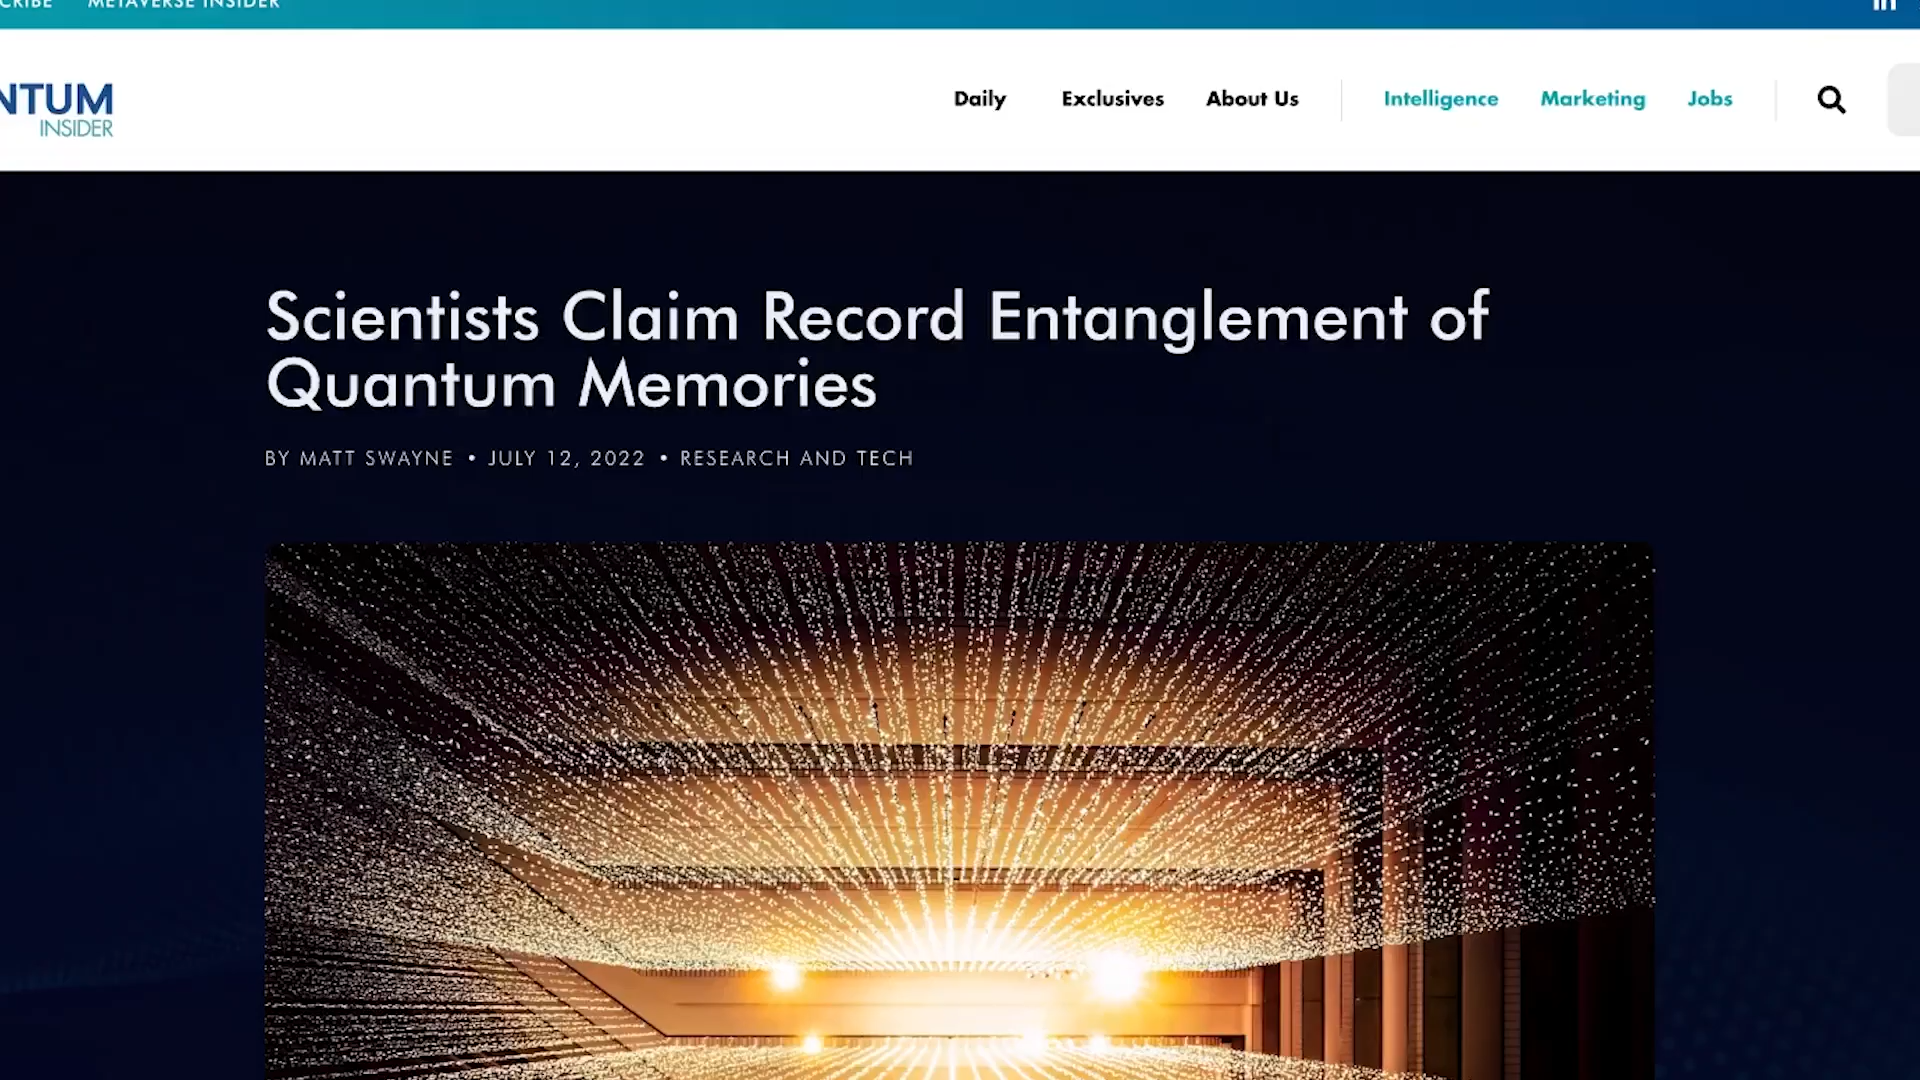 METAVERSE INSIDER
in
NTUM
INSIDER
Daily Exclusives About Us Intelligence Marketing Jobs
Scientists Claim Record Entanglement of
Quantum Memories
BY MATT SWAYNE • JULY 12, 2022 • RESEARCH AND TECH